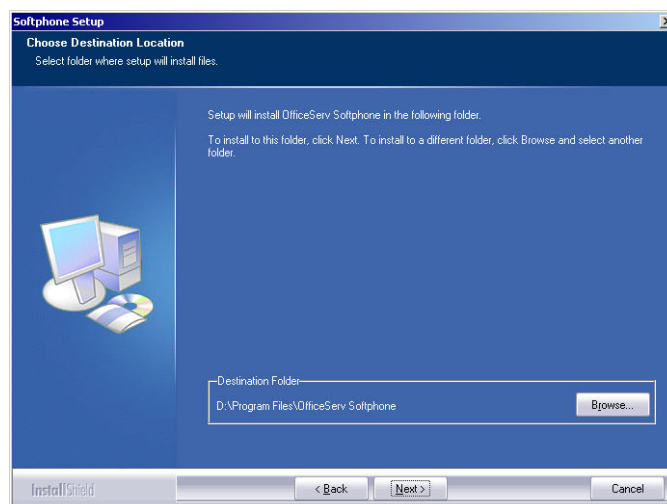 Softphone Setup
Choose Destination Location
Select folder where setup will install files.
Setup will install OfficeServ Softphone in the following folder.
To install to this folder, click Next. To install to a different folder, click Browse and select another
folder.
Destination Folder
D:\Program Files\OfficeServ Softphone
Browse...
InstallShield
< Back
Next >
Cancel